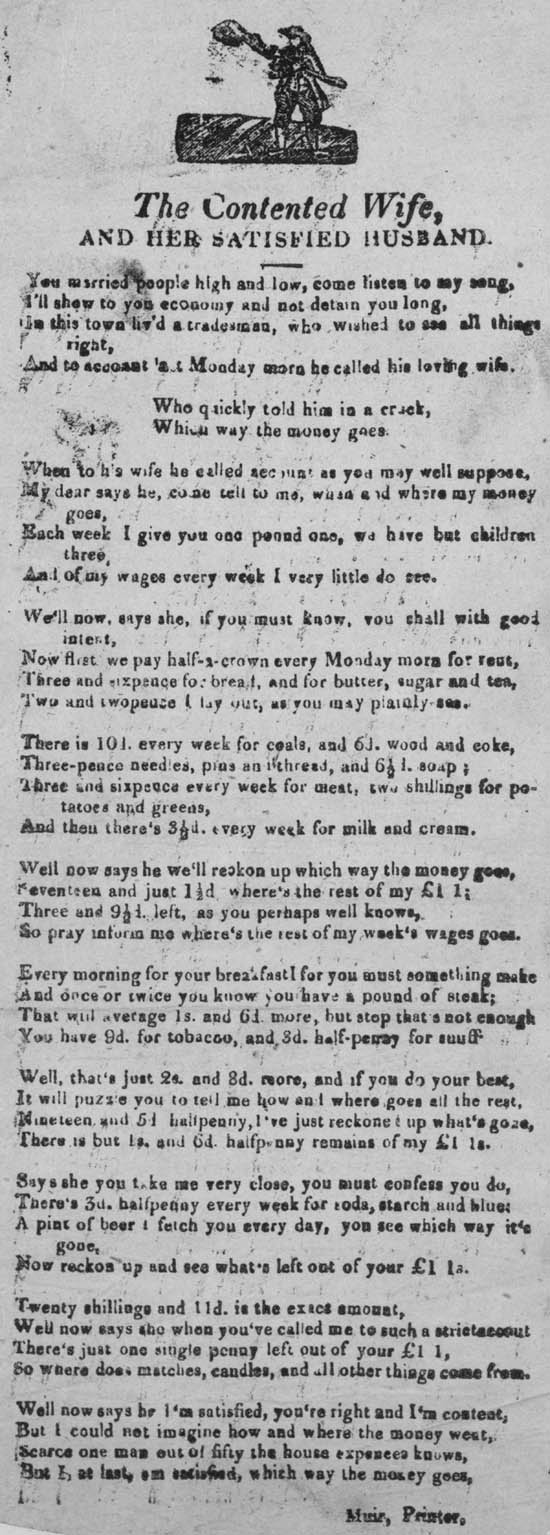 The Contented Wife,
AND HER SATISFIED HUSBAND.
You married people high and low, come listen to my song,
I'll shew to you economy and not detain you long,
In this town liv'd a tradesman, who wished to see all things
right,
And to account last Monday morn he called his loving wife.
Who quickly told him in a crack,
Which way the money goes.
When to his wife he called account as you may well suppose,
My dear says he, come tell to me, when and where my money
goes,
Each week I give you one pound one, we have but children
three,
And of my wages every week I very little do see.
We'll now, says she, if you must know, you shall with good
intent,
Now first we pay half-a-crown every Monday morn for rent,
Three and sixpence for bread, and for butter, sugar and tea,
Two and twopence I lay out, as you may plainly see.
There is 10d. every week for coals, and 6d. wood and coke,
Three-pence needles, pins and thread, and 6½d. soap;
Three and sixpence every week for meat, two shillings for po-
tatoes and greens,
And then there's 3½d. every week for milk and cream.
Well now says he we'll reckon up which way the money goes,
Seventeen and just 1½d where's the rest of my £1 1;
Three and 9½d. left, as you perhaps well knows,
So pray inform me where's the rest of my week's wages goes.
Every morning for your breakfast I for you must something make
And once or twice you know you have a pound of steak;
That will average 1s. and 6d. more, but stop that's not enough
You have 9d. for tobacco, and 3d. half-penny for snuff
Well, that's just 2s. and 8d. more, and if you do your best,
It will puzzle you to tell me how and where goes all the rest,
Nineteen and 5d halfpenny, I've just reckoned up what's gone,
There is but 1s. and 6d. halfpenny remains of my £1 1s.
Says she you take me very close, you must confess you do,
There's 3d. halfpenny every week for soda, starch and blue:
A pint of beer I fetch you every day, you see which way it's
gone,
Now reckon up and see what's left out of your £1 1s.
Twenty shillings and 11d. is the exact amount,
Well now says she when you've called me to such a strict account
There's just one single penny left out of your £1 1,
So where does matches, candles, and all other things come from.
Well now says he I'm satisfied, you're right and I'm content,
But I could not imagine how and where the money went,
Scarce one man out of fifty the house expences knows,
But I, at last, am satisfied, which way the money goes,
Muir, Printer,